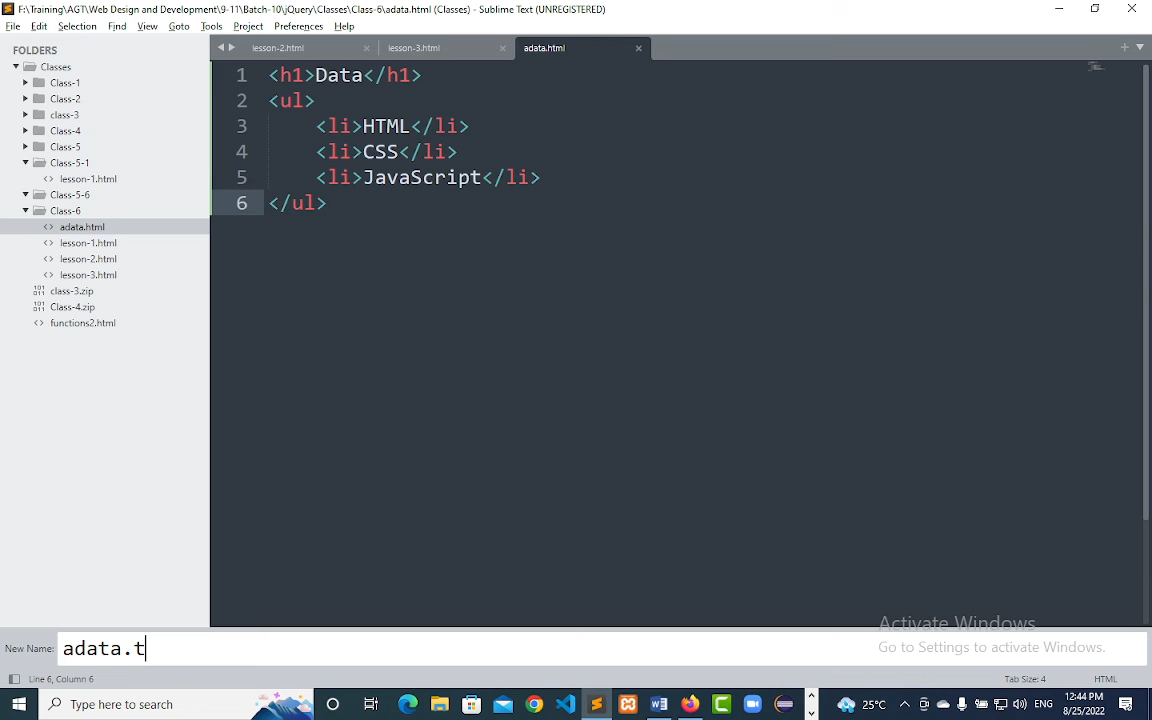 F:\Training\AGT\Web Design and Development\9-11\Batch-10\jQuery\Classes\Class-6\adata.html (Classes) - Sublime Text (UNREGISTERED)
File Edit Selection Find View Goto Tools Project Preferences Help
FOLDERS
Classes
Class-1
Class-2
class-3
Class-4
Class-5
Class-5-1
lesson-1.html
Class-5-6
Class-6
adata.html
lesson-1.html
lesson-2.html
lesson-3.html
class-3.zip
Class-4.zip
functions2.html
lesson-2.html lesson-3.html adata.html
1 <h1>Data</h1>
2 <ul>
3 <li>HTML</li>
4 <li>CSS</li>
5 <li>JavaScript</li>
6 </ul>
Activate Windows
Go to Settings to activate Windows.
New Name: adata.t
Line 6, Column 6 Tab Size: 4 HTML
Type here to search 25°C ENG 12:44 PM
8/25/2022